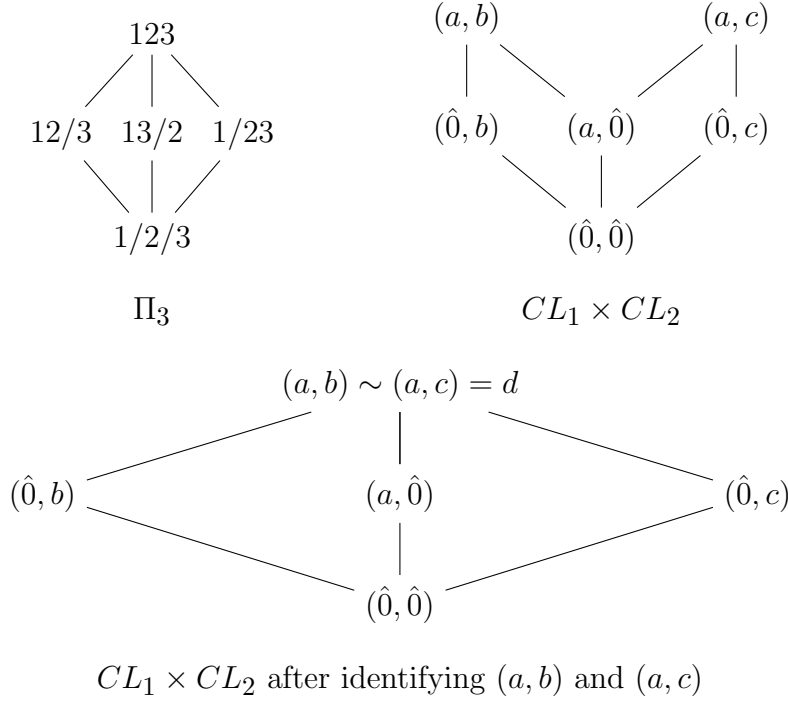 123
12/3 13/2 1/23
1/2/3
Π₃
(a, b) (a, c)
(0̂, b) (a, 0̂) (0̂, c)
(0̂, 0̂)
CL₁ × CL₂
(a, b) ∼ (a, c) = d
(0̂, b) (a, 0̂) (0̂, c)
(0̂, 0̂)
CL₁ × CL₂ after identifying (a, b) and (a, c)